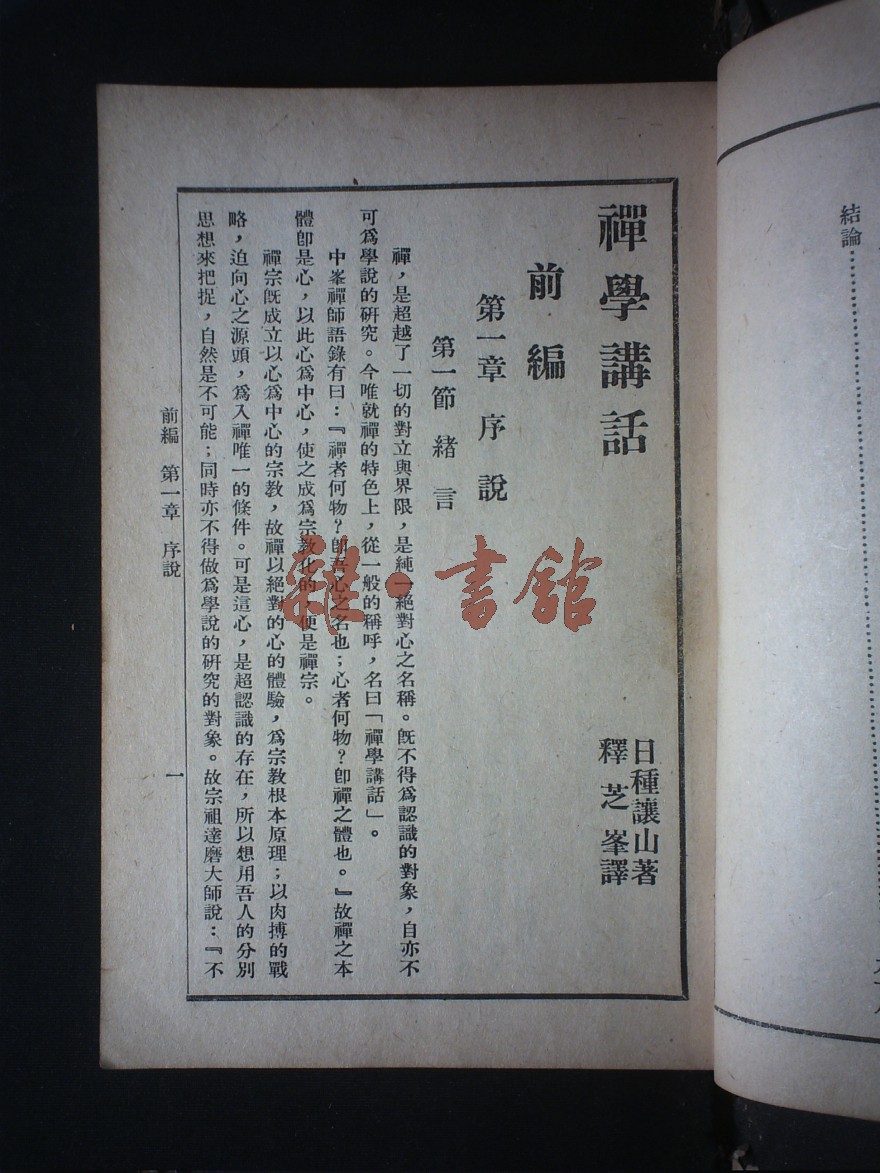 結論……………………
禪學講話
日種讓山著
釋芝峯譯
前編
第一章 序說
第一節 緒言
禪，是超越了一切的對立與界限，是純一絕對心之名稱。旣不得爲認識的對象，自亦不
可爲學說的研究。今唯就禪的特色上，從一般的稱呼，名曰「禪學講話」。
中峯禪師語錄有曰：『禪者何物？卽吾心之名也；心者何物？卽禪之體也。』故禪之本
體卽是心，以此心爲中心，使之成爲宗教化的，便是禪宗。
禪宗旣成立以心爲中心的宗教，故禪以絕對的心的體驗，爲宗教根本原理；以肉搏的戰
略，迫向心之源頭，爲入禪唯一的條件。可是這心，是超認識的存在，所以想用吾人的分別
思想來把捉，自然是不可能；同時亦不得做爲學說的研究的對象。故宗祖達磨大師說：『不
前編 第一章 序說
一
雜·書館